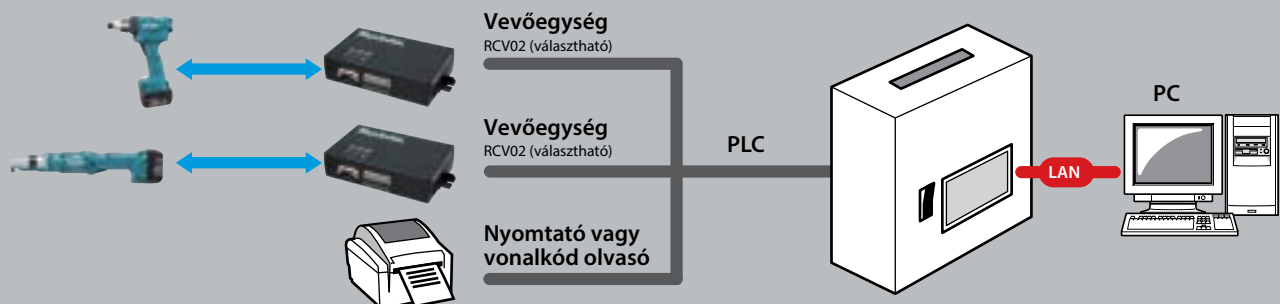 Vevőegység
RCV02 (választható)
Vevőegység
RCV02 (választható)
Nyomtató vagy
vonalkód olvasó
PLC
LAN
PC